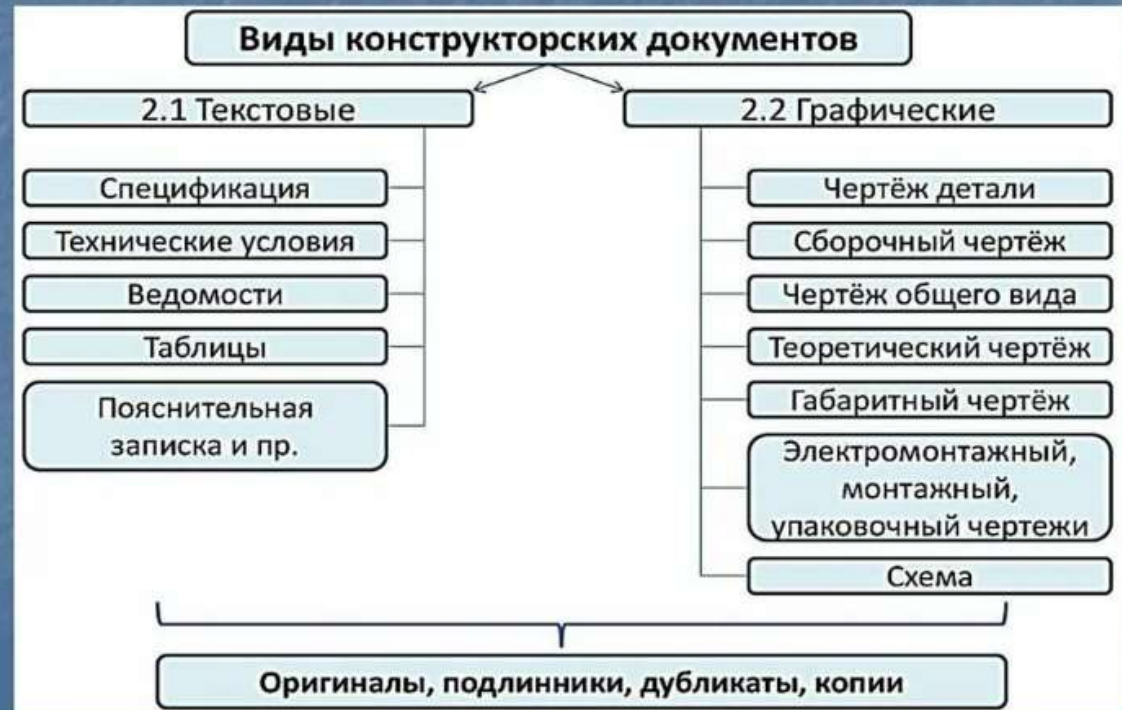 Виды конструкторских документов
2.1 Текстовые
Спецификация
Технические условия
Ведомости
Таблицы
Пояснительная
записка и пр.
2.2 Графические
Чертёж детали
Сборочный чертёж
Чертёж общего вида
Теоретический чертёж
Габаритный чертёж
Электромонтажный,
монтажный,
упаковочный чертежи
Схема
Оригиналы, подлинники, дубликаты, копии